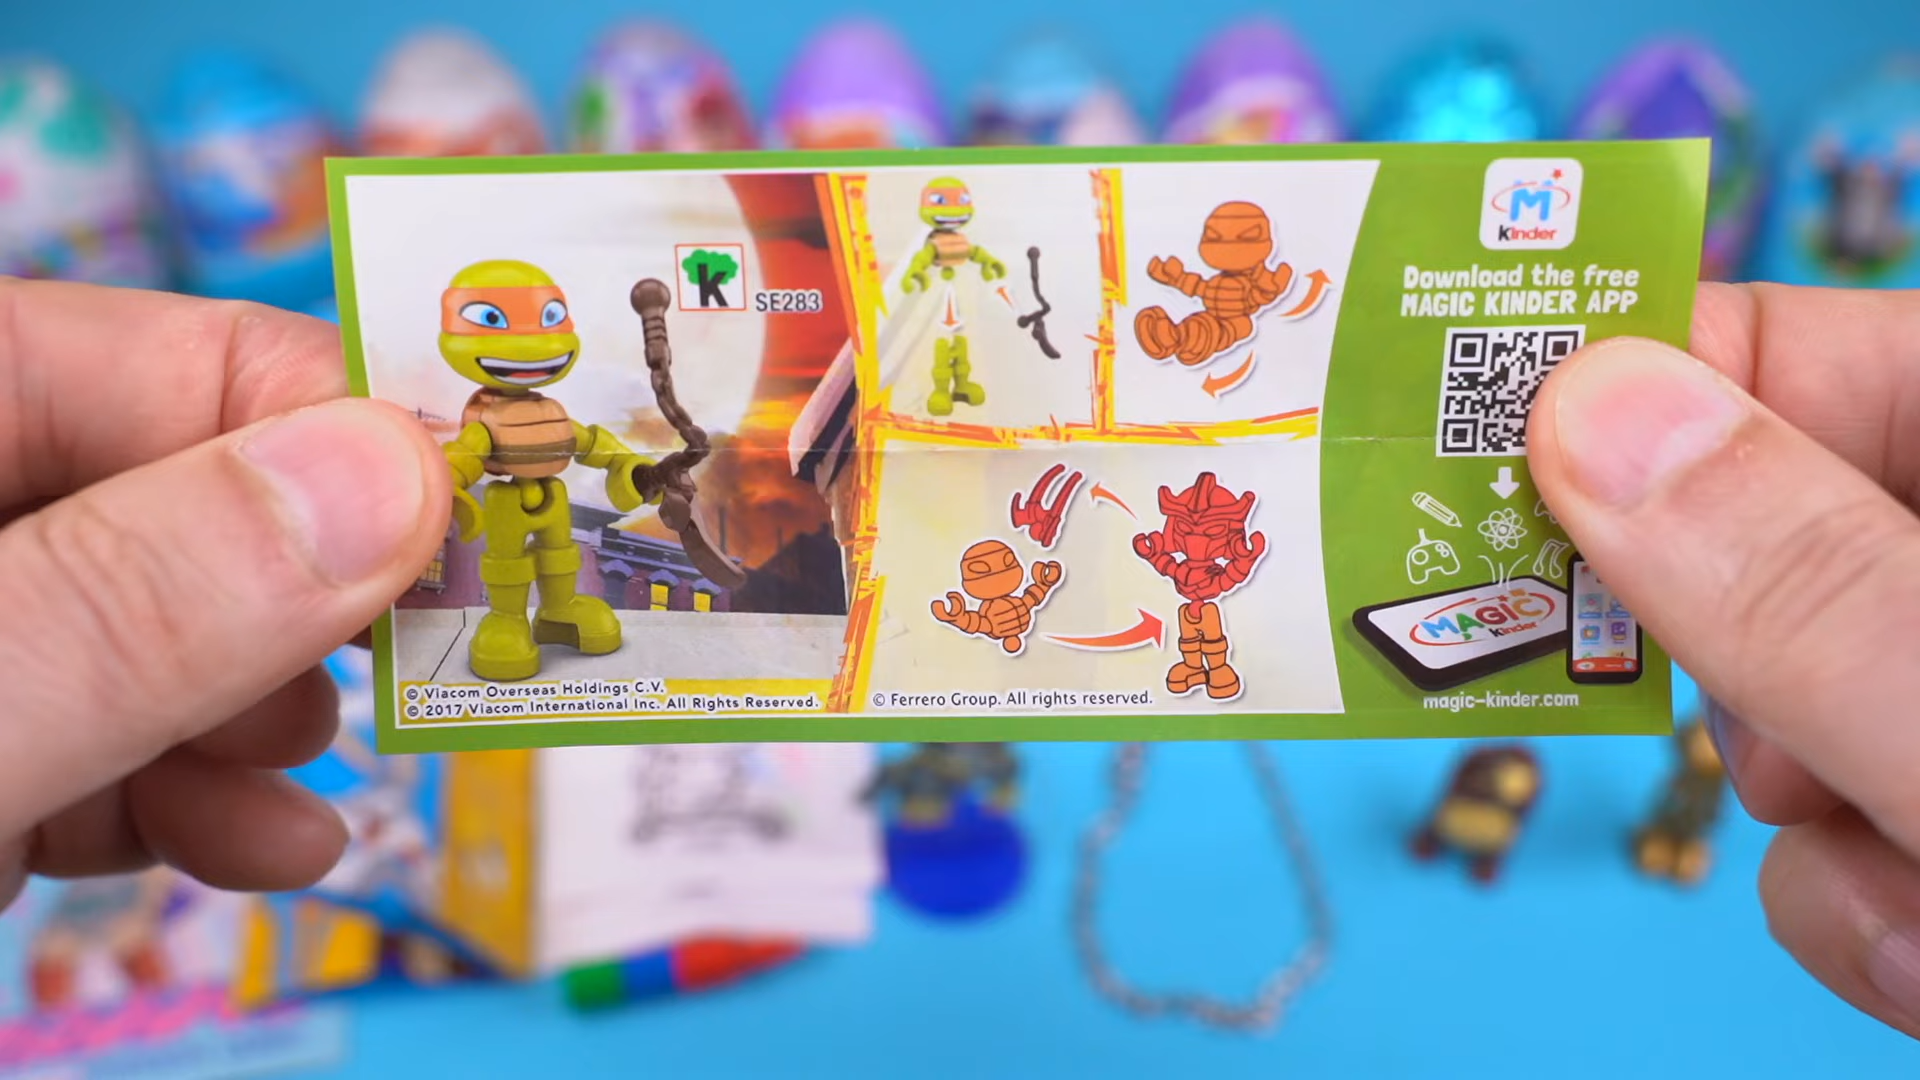 K
SE283
© Viacom Overseas Holdings C.V.
© 2017 Viacom International Inc. All Rights Reserved.
© Ferrero Group. All rights reserved.
M
Kinder
Download the free
MAGIC KINDER APP
MAGIC
Kinder
magic-kinder.com